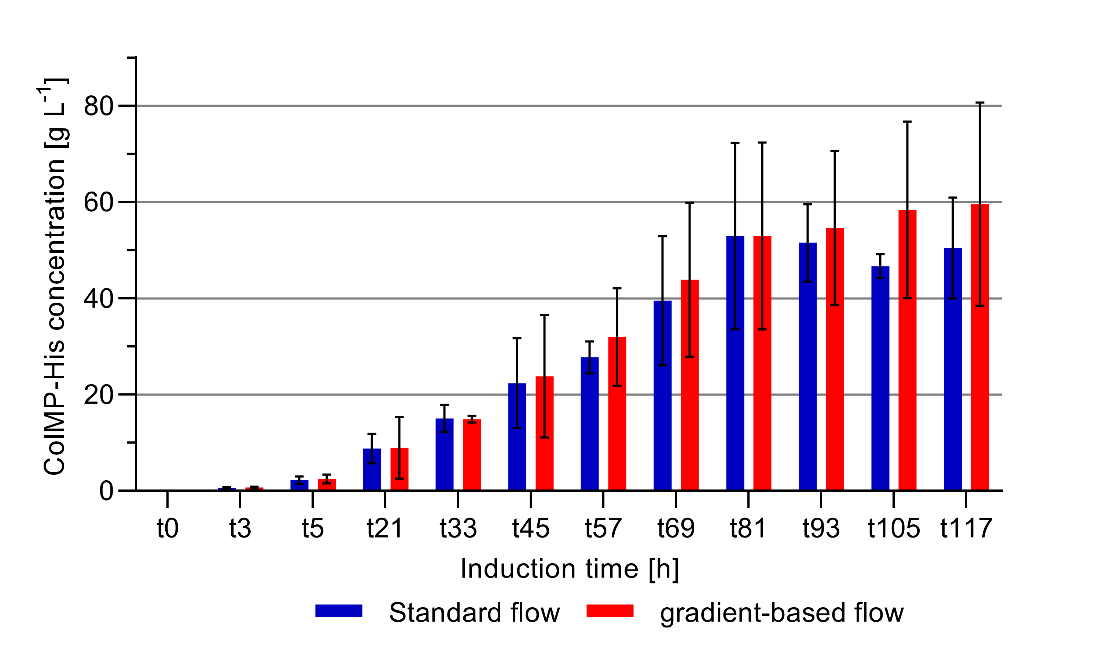 ColMP-His concentration [g L-1]
80
60
40
20
0
t0 t3 t5 t21 t33 t45 t57 t69 t81 t93 t105 t117
Induction time [h]
Standard flow gradient-based flow